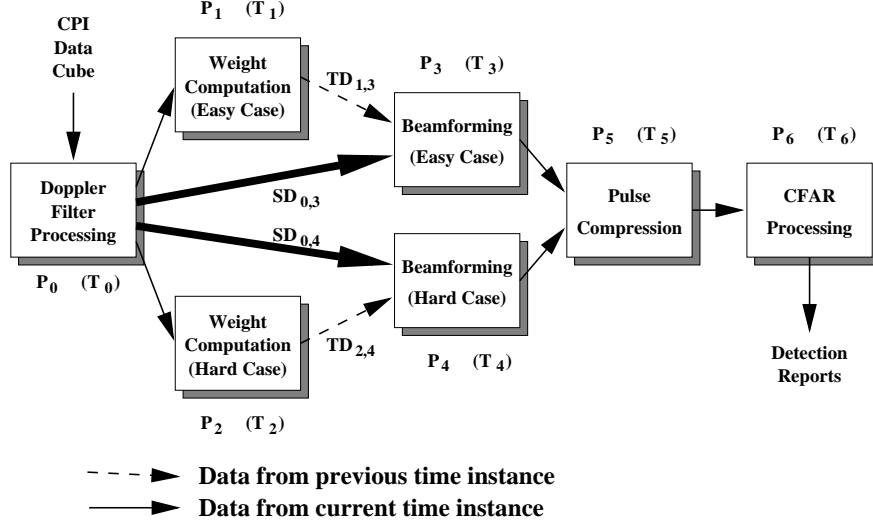 CPI
Data
Cube
P0 (T0)
Doppler
Filter
Processing
P1 (T1)
Weight
Computation
(Easy Case)
TD1,3
SD0,3
SD0,4
Weight
Computation
(Hard Case)
P2 (T2)
TD2,4
P3 (T3)
Beamforming
(Easy Case)
Beamforming
(Hard Case)
P4 (T4)
P5 (T5)
Pulse
Compression
P6 (T6)
CFAR
Processing
Detection
Reports
Data from previous time instance
Data from current time instance